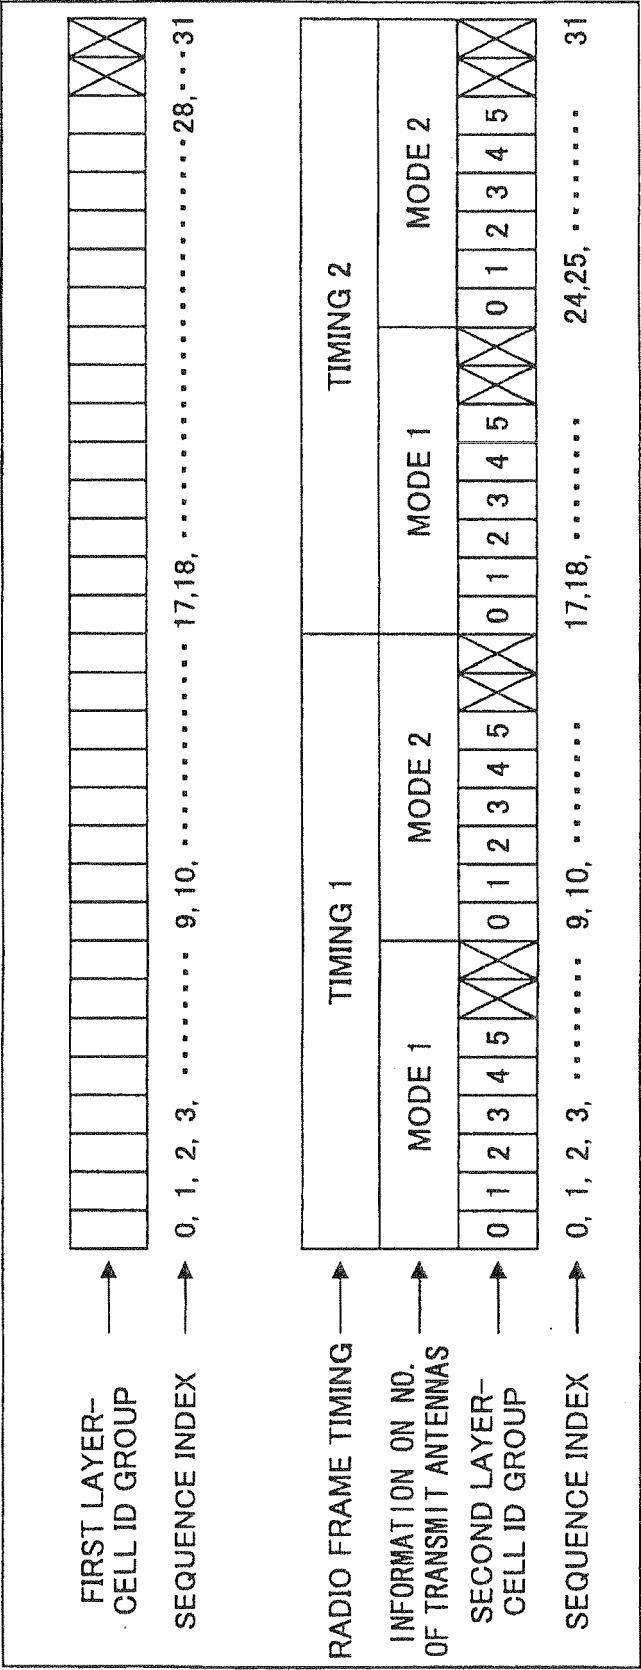 FIRST LAYER-
CELL ID GROUP
SEQUENCE INDEX
0, 1, 2, 3, ········ 9, 10, ············· 17,18, ······························28,···31
RADIO FRAME TIMING
TIMING 1 TIMING 2
INFORMATION ON NO.
OF TRANSMIT ANTENNAS
MODE 1 MODE 2 MODE 1 MODE 2
SECOND LAYER-
CELL ID GROUP
0 1 2 3 4 5 0 1 2 3 4 5 0 1 2 3 4 5 0 1 2 3 4 5
SEQUENCE INDEX
0, 1, 2, 3, ········ 9, 10, ········· 17,18, ········· 24,25, ········· 31